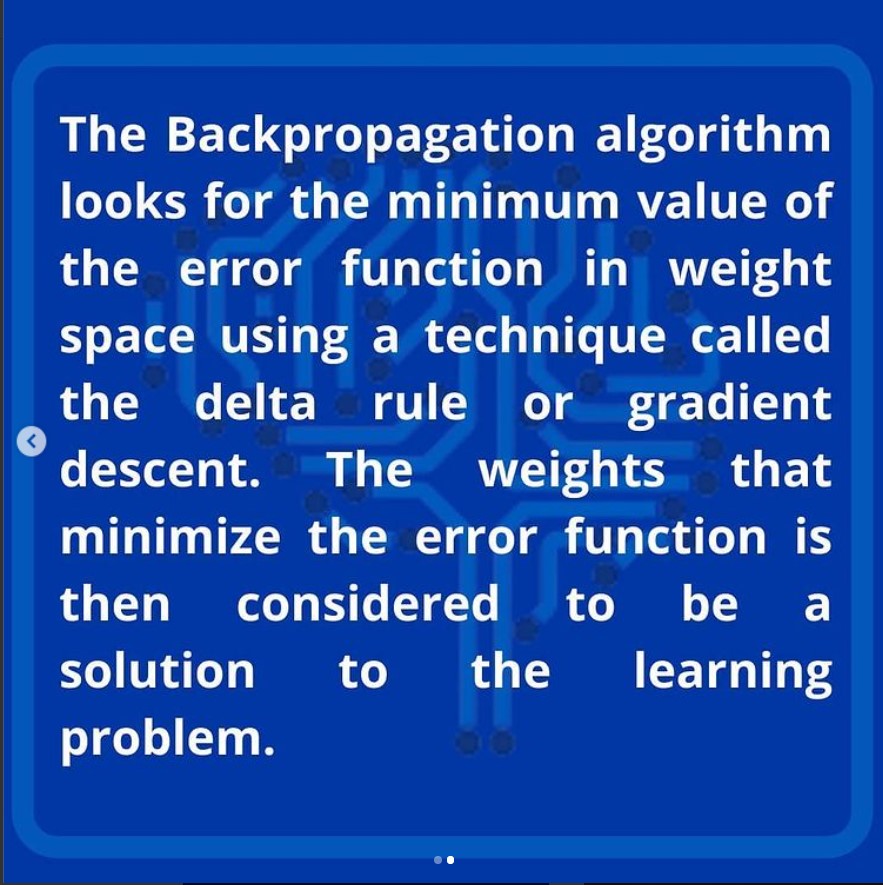 The Backpropagation algorithm
looks for the minimum value of
the error function in weight
space using a technique called
the delta rule or gradient
descent. The weights that
minimize the error function is
then considered to be a
solution to the learning
problem.